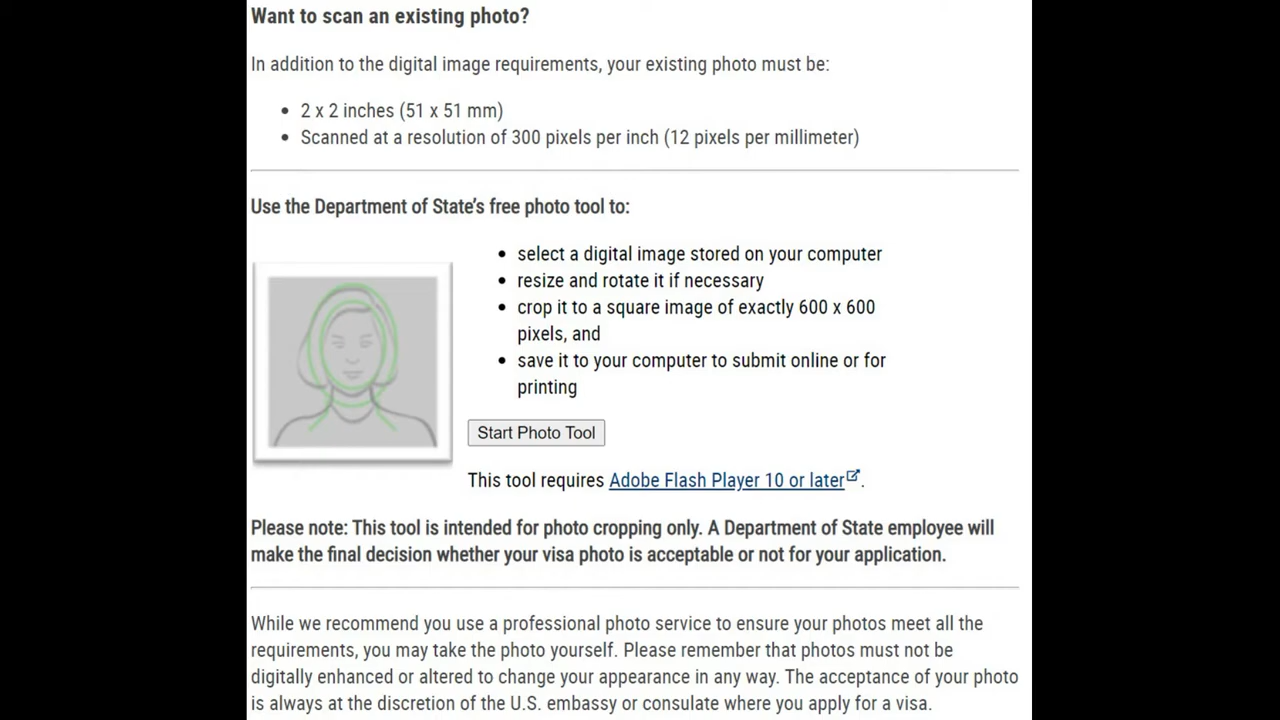 Want to scan an existing photo?
In addition to the digital image requirements, your existing photo must be:
• 2 x 2 inches (51 x 51 mm)
• Scanned at a resolution of 300 pixels per inch (12 pixels per millimeter)
Use the Department of State’s free photo tool to:
• select a digital image stored on your computer
• resize and rotate it if necessary
• crop it to a square image of exactly 600 x 600
pixels, and
• save it to your computer to submit online or for
printing
Start Photo Tool
This tool requires Adobe Flash Player 10 or later.
Please note: This tool is intended for photo cropping only. A Department of State employee will
make the final decision whether your visa photo is acceptable or not for your application.
While we recommend you use a professional photo service to ensure your photos meet all the
requirements, you may take the photo yourself. Please remember that photos must not be
digitally enhanced or altered to change your appearance in any way. The acceptance of your photo
is always at the discretion of the U.S. embassy or consulate where you apply for a visa.